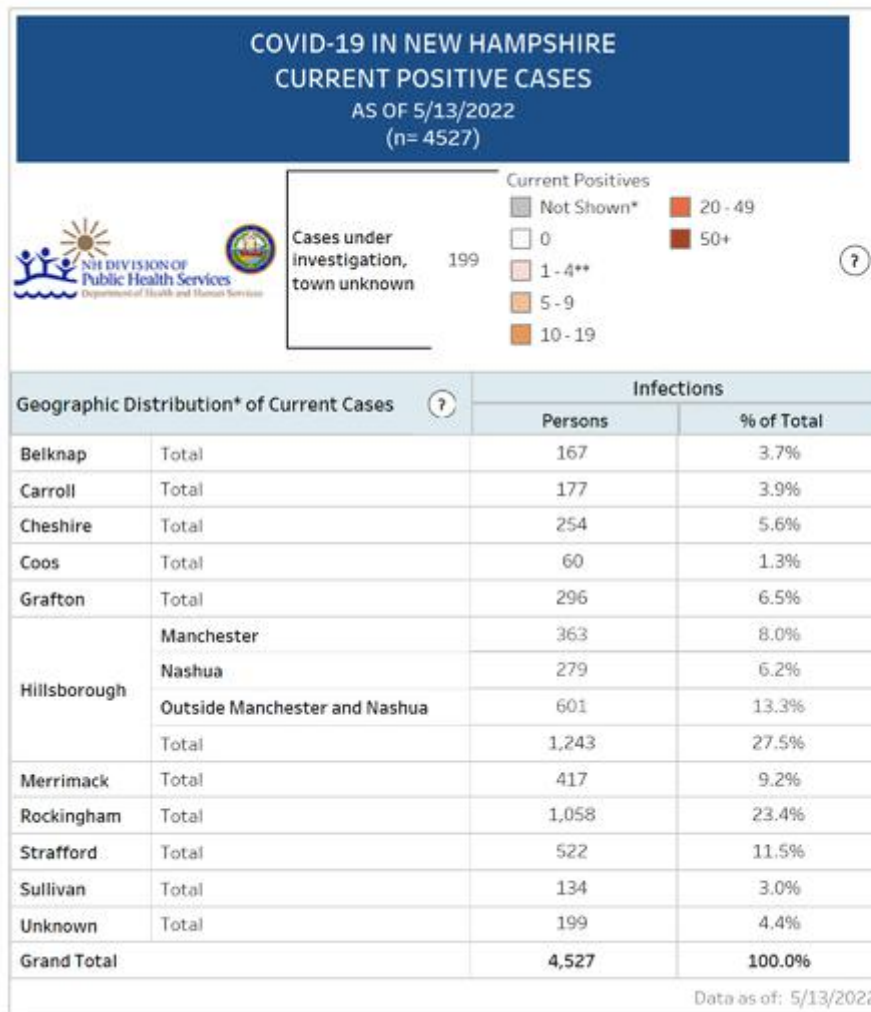 COVID-19 IN NEW HAMPSHIRE
CURRENT POSITIVE CASES
AS OF 5/13/2022
(n= 4527)
NH DIVISION OF
Public Health Services
Department of Health and Human Services
Cases under
investigation,
town unknown
199
Current Positives
Not Shown*
0
1 - 4**
5 - 9
10 - 19
20 - 49
50+
?
Geographic Distribution* of Current Cases ? Infections
Persons % of Total
Belknap Total 167 3.7%
Carroll Total 177 3.9%
Cheshire Total 254 5.6%
Coos Total 60 1.3%
Grafton Total 296 6.5%
Hillsborough
Manchester 363 8.0%
Nashua 279 6.2%
Outside Manchester and Nashua 601 13.3%
Total 1,243 27.5%
Merrimack Total 417 9.2%
Rockingham Total 1,058 23.4%
Strafford Total 522 11.5%
Sullivan Total 134 3.0%
Unknown Total 199 4.4%
Grand Total 4,527 100.0%
Data as of: 5/13/2022